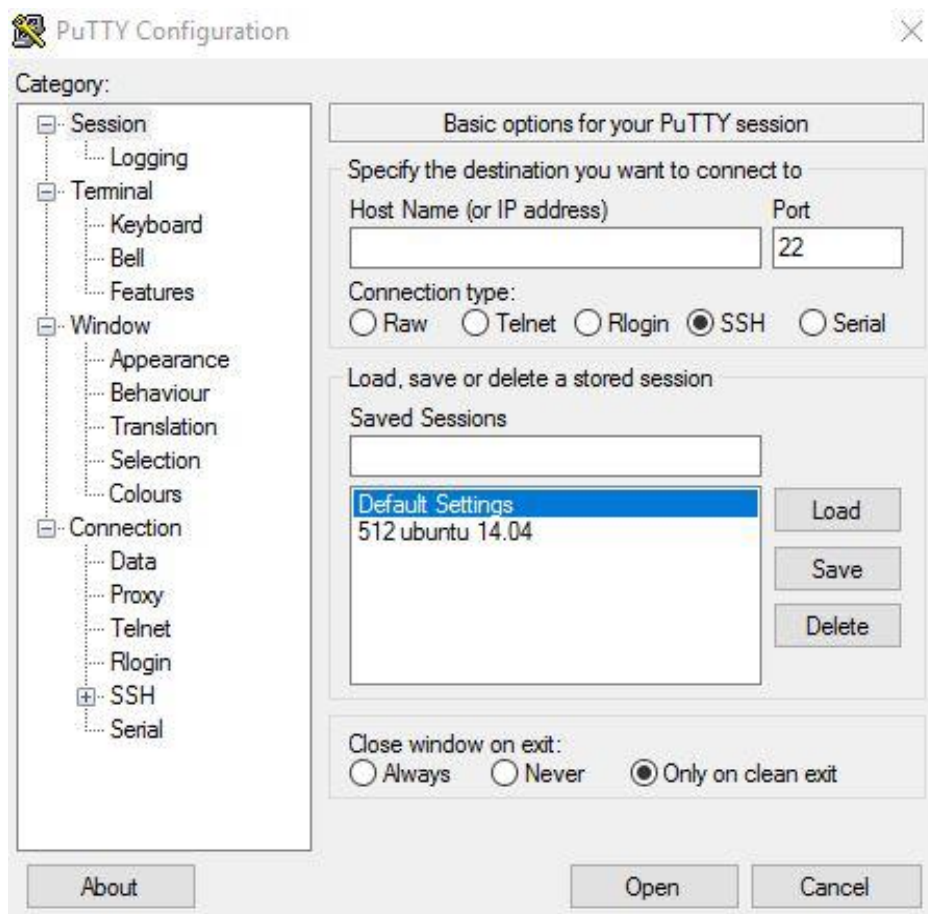 PuTTY Configuration
Category:
Session
Logging
Terminal
Keyboard
Bell
Features
Window
Appearance
Behaviour
Translation
Selection
Colours
Connection
Data
Proxy
Telnet
Rlogin
SSH
Serial
Basic options for your PuTTY session
Specify the destination you want to connect to
Host Name (or IP address) Port
22
Connection type:
Raw Telnet Rlogin SSH Serial
Load, save or delete a stored session
Saved Sessions
Default Settings
512 ubuntu 14.04
Load
Save
Delete
Close window on exit:
Always Never Only on clean exit
About Open Cancel